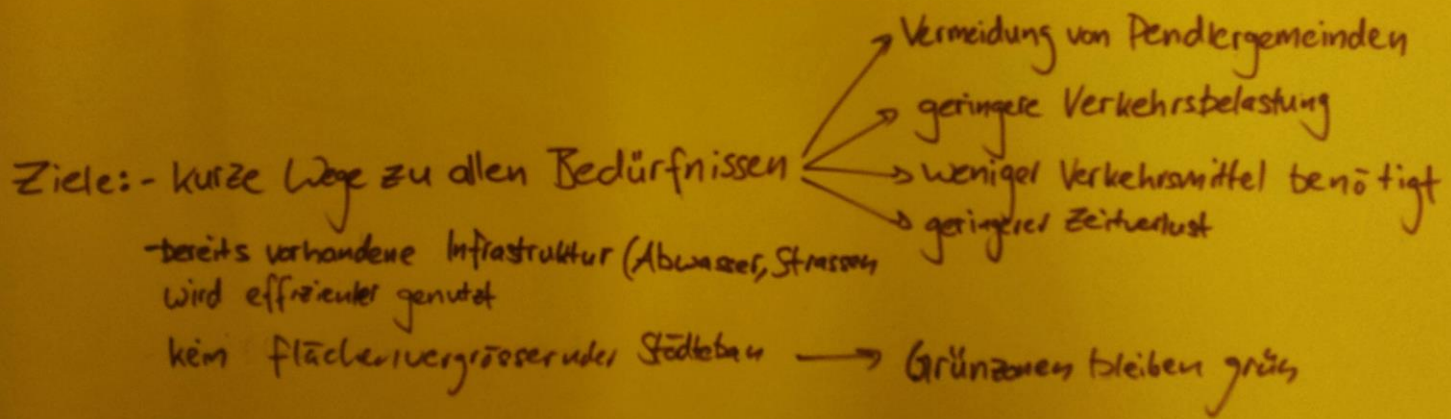 Vermeidung von Pendlergemeinden
geringere Verkehrsbelastung
Ziele: - kurze Wege zu allen Bedürfnissen
weniger Verkehrsmittel benötigt
geringerer Zeitverlust
- bereits vorhandene Infrastruktur (Abwasser, Strassen
wird effizienter genutzt
kein flächenvergrössernder Städtebau
Grünzonen bleiben grün